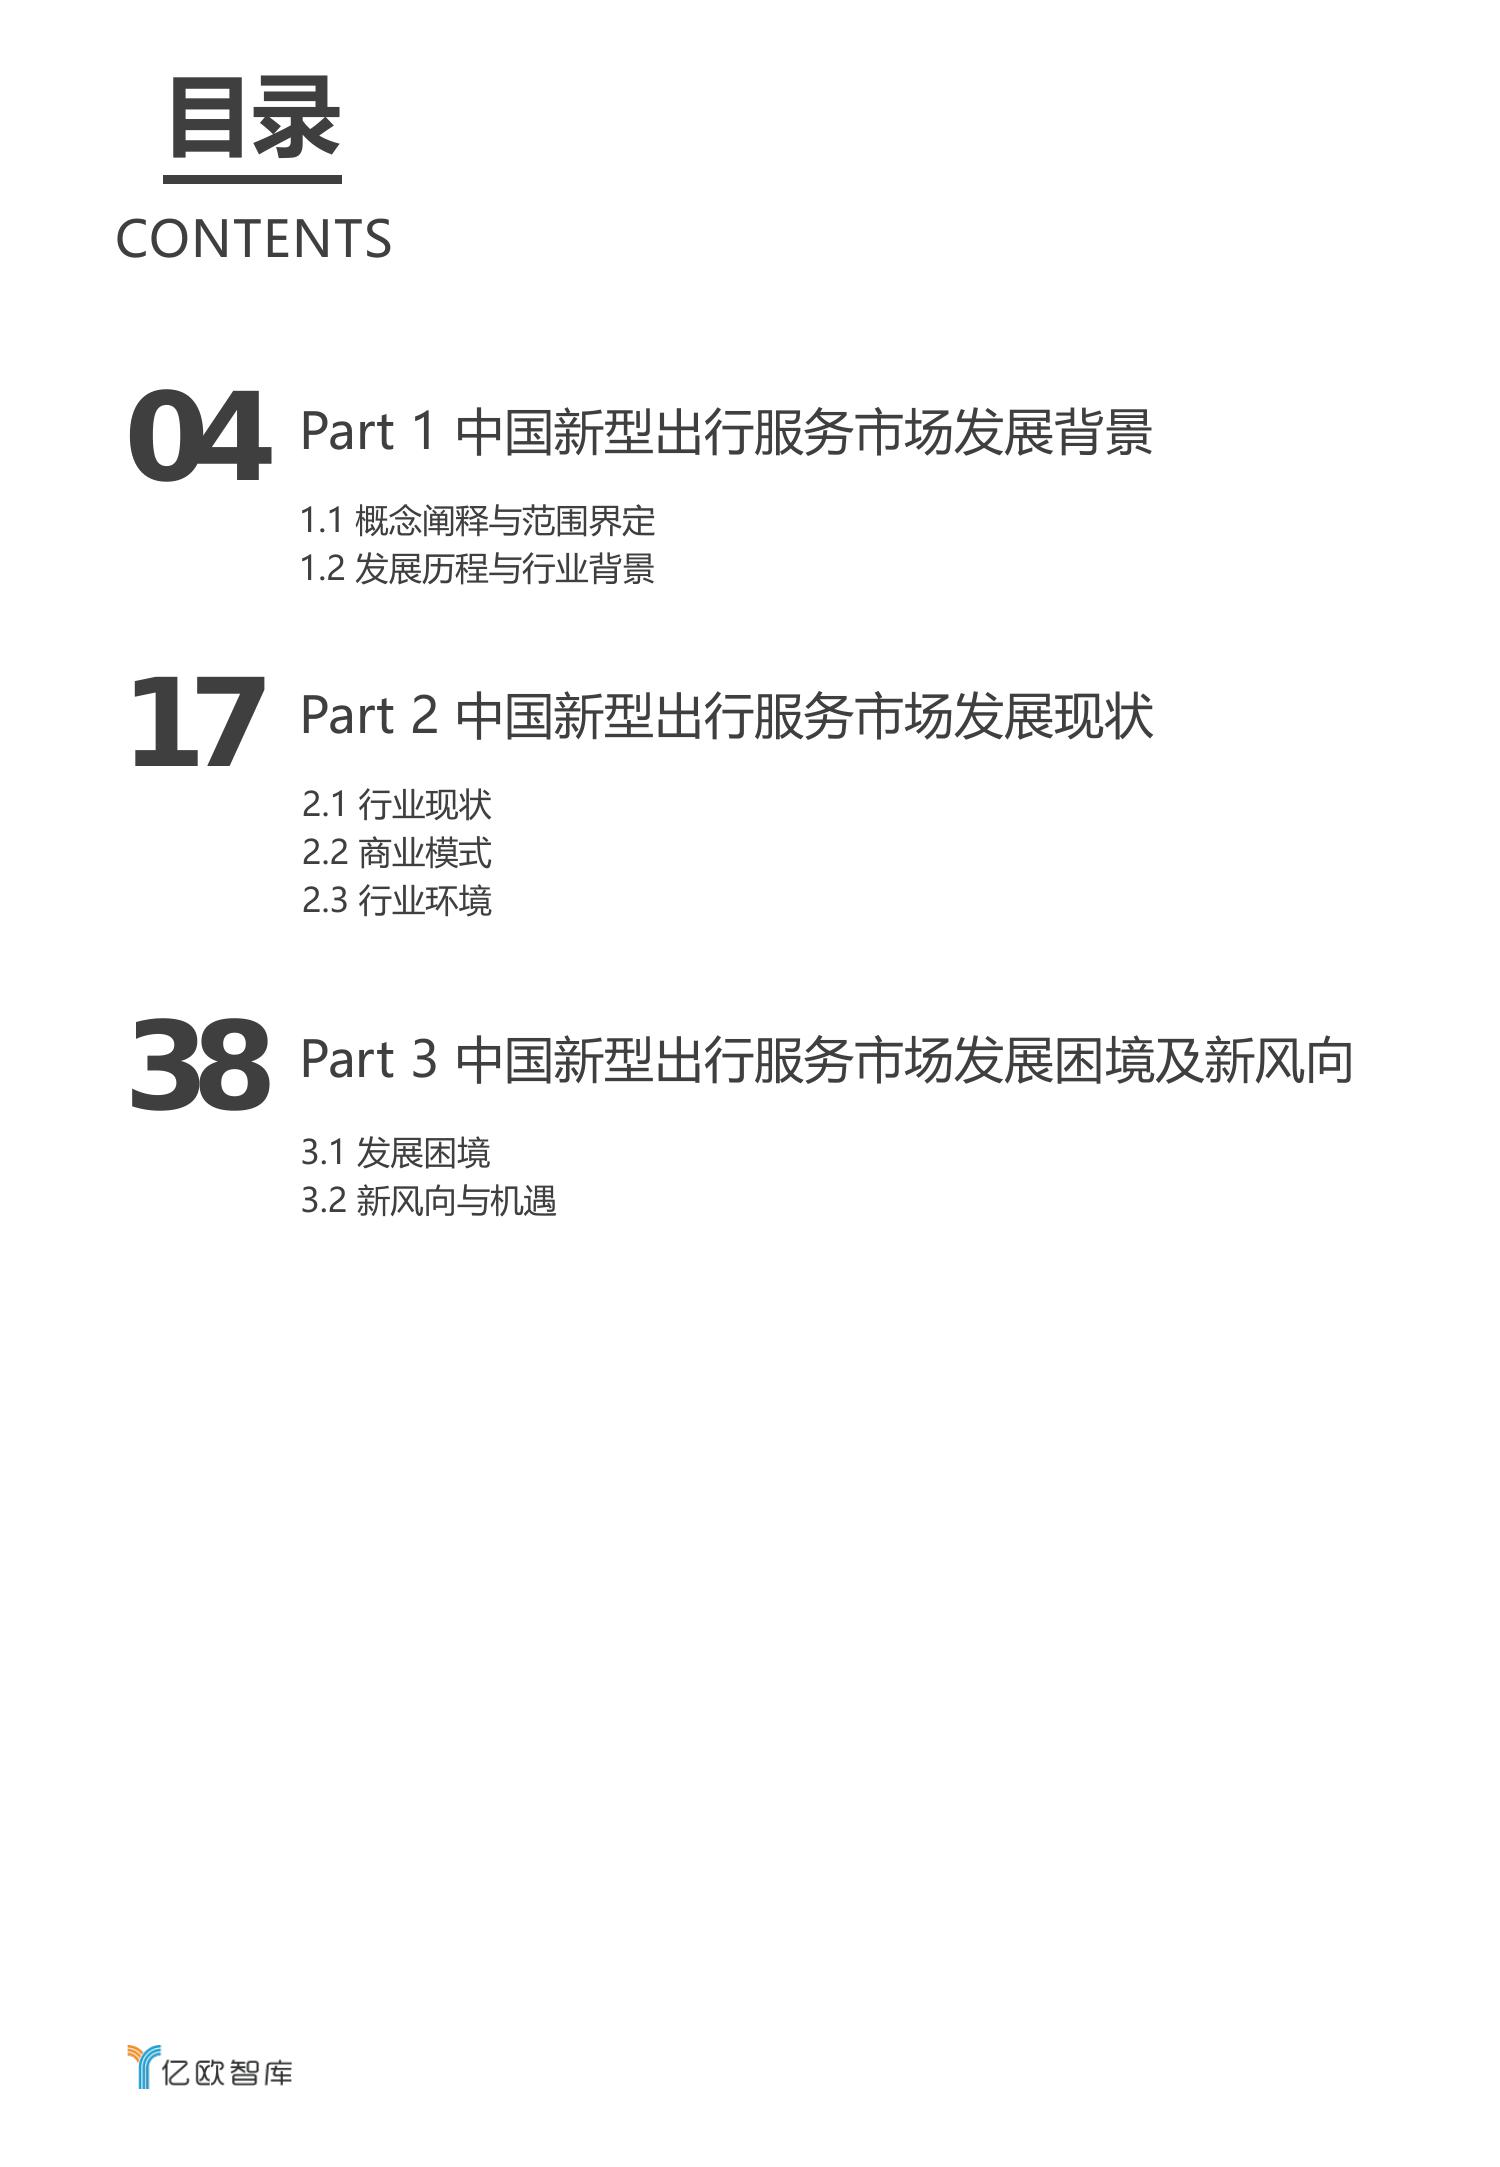 目录
CONTENTS
04 Part 1 中国新型出行服务市场发展背景
1.1 概念阐释与范围界定
1.2 发展历程与行业背景
17 Part 2 中国新型出行服务市场发展现状
2.1 行业现状
2.2 商业模式
2.3 行业环境
38 Part 3 中国新型出行服务市场发展困境及新风向
3.1 发展困境
3.2 新风向与机遇
亿欧智库